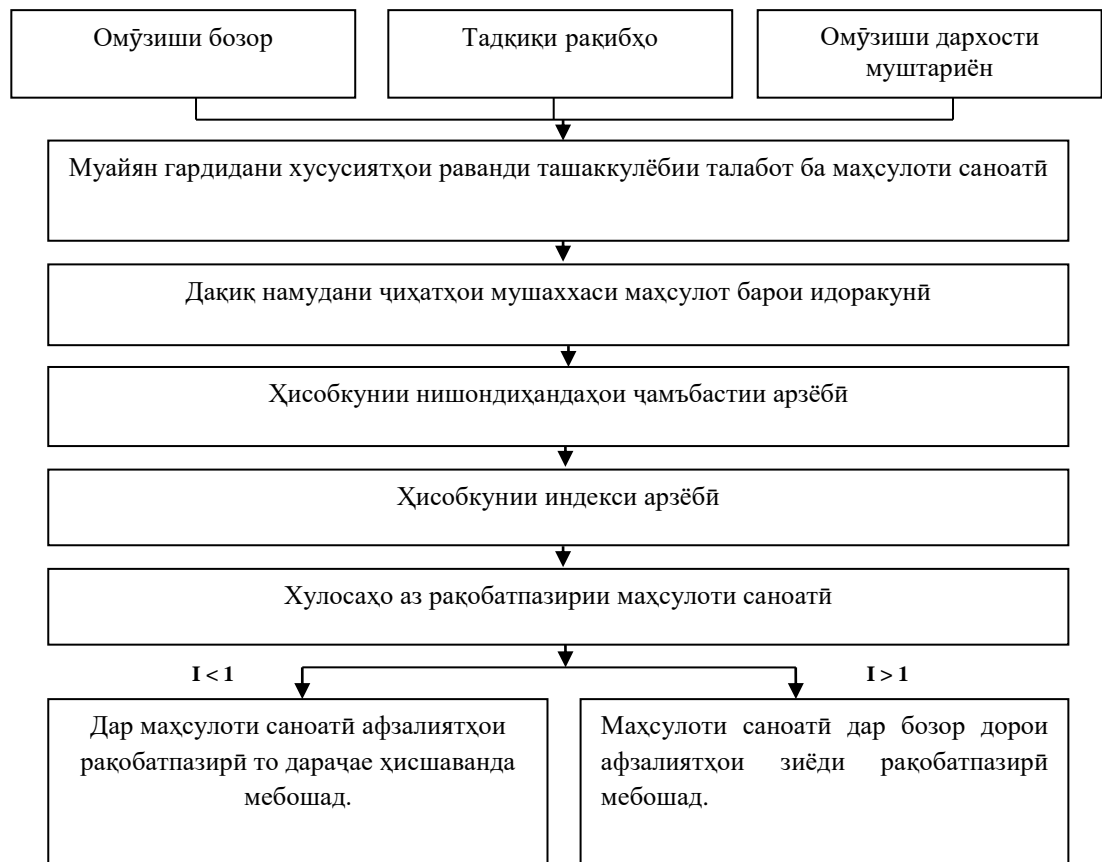 Омӯзиши бозор
Тадқиқи рақибҳо
Омӯзиши дархости
муштариён
Муайян гардидани хусусиятҳои раванди ташаккулёбии талабот ба маҳсулоти саноатӣ
Дақиқ намудани ҷиҳатҳои мушаххаси маҳсулот барои идоракунӣ
Ҳисобкунии нишондиҳандаҳои ҷамъбастии арзёбӣ
Ҳисобкунии индекси арзёбӣ
Хулосаҳо аз рақобатпазирии маҳсулоти саноатӣ
I < 1
I > 1
Дар маҳсулоти саноатӣ афзалиятҳои
рақобатпазирӣ то дараҷае ҳисшаванда
мебошад.
Маҳсулоти саноатӣ дар бозор дорои
афзалиятҳои зиёди рақобатпазирӣ
мебошад.